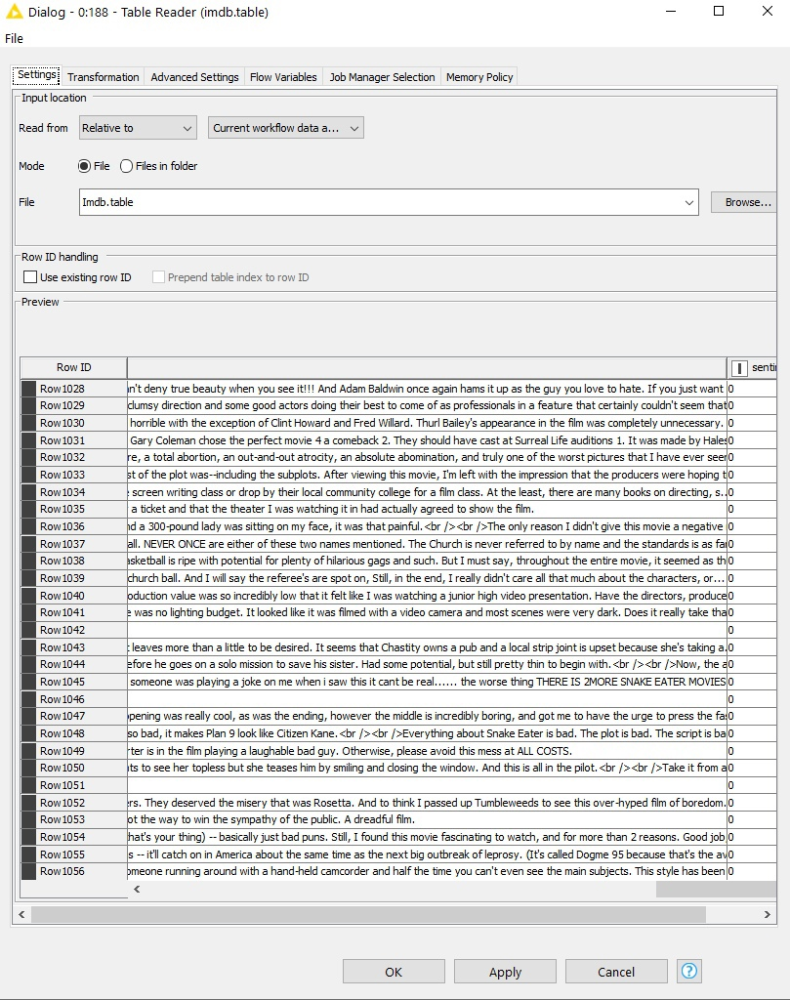 Dialog - 0:188 - Table Reader (imdb.table)
File
Settings Transformation Advanced Settings Flow Variables Job Manager Selection Memory Policy
Input location
Read from Relative to Current workflow data a...
Mode File Files in folder
File Imdb.table Browse...
Row ID handling
Use existing row ID Prepend table index to row ID
Preview
Row ID I senti
Row1028 n't deny true beauty when you see it!!! And Adam Baldwin once again hams it up as the guy you love to hate. If you just want 0
Row1029 clumsy direction and some good actors doing their best to come of as professionals in a feature that certainly couldn't seem that 0
Row1030 horrible with the exception of Clint Howard and Fred Willard. Thurl Bailey's appearance in the film was completely unnecessary. 0
Row1031 Gary Coleman chose the perfect movie 4 a comeback 2. They should have cast at Surreal Life auditions 1. It was made by Hales 0
Row1032 re, a total abortion, an out-and-out atrocity, an absolute abomination, and truly one of the worst pictures that I have ever seen 0
Row1033 st of the plot was--including the subplots. After viewing this movie, I'm left with the impression that the producers were hoping t 0
Row1034 screen writing class or drop by their local community college for a film class. At the least, there are many books on directing, s... 0
Row1035 a ticket and that the theater I was watching it in had actually agreed to show the film. 0
Row1036 nd a 300-pound lady was sitting on my face, it was that painful.<br /><br />The only reason I didn't give this movie a negative 0
Row1037 all. NEVER ONCE are either of these two names mentioned. The Church is never referred to by name and the standards is as fa 0
Row1038 asketball is ripe with potential for plenty of hilarious gags and such. But I must say, throughout the entire movie, it seemed as th 0
Row1039 church ball. And I will say the referee's are spot on, Still, in the end, I really didn't care all that much about the characters, or... 0
Row1040 oduction value was so incredibly low that it felt like I was watching a junior high video presentation. Have the directors, produce 0
Row1041 e was no lighting budget. It looked like it was filmed with a video camera and most scenes were very dark. Does it really take tha 0
Row1042 0
Row1043 leaves more than a little to be desired. It seems that Chastity owns a pub and a local strip joint is upset because she's taking a. 0
Row1044 efore he goes on a solo mission to save his sister. Had some potential, but still pretty thin to begin with.<br /><br />Now, the a 0
Row1045 someone was playing a joke on me when i saw this it cant be real...... the worse thing THERE IS 2MORE SNAKE EATER MOVIES 0
Row1046 0
Row1047 pening was really cool, as was the ending, however the middle is incredibly boring, and got me to have the urge to press the fas 0
Row1048 so bad, it makes Plan 9 look like Citizen Kane.<br /><br />Everything about Snake Eater is bad. The plot is bad. The script is ba 0
Row1049 rter is in the film playing a laughable bad guy. Otherwise, please avoid this mess at ALL COSTS. 0
Row1050 ts to see her topless but she teases him by smiling and closing the window. And this is all in the pilot.<br /><br />Take it from a 0
Row1051 0
Row1052 ers. They deserved the misery that was Rosetta. And to think I passed up Tumbleweeds to see this over-hyped film of boredom. 0
Row1053 ot the way to win the sympathy of the public. A dreadful film. 0
Row1054 hat's your thing) -- basically just bad puns. Still, I found this movie fascinating to watch, and for more than 2 reasons. Good job 0
Row1055 s -- it'll catch on in America about the same time as the next big outbreak of leprosy. (It's called Dogme 95 because that's the av 0
Row1056 omeone running around with a hand-held camcorder and half the time you can't even see the main subjects. This style has been 0
OK Apply Cancel ?